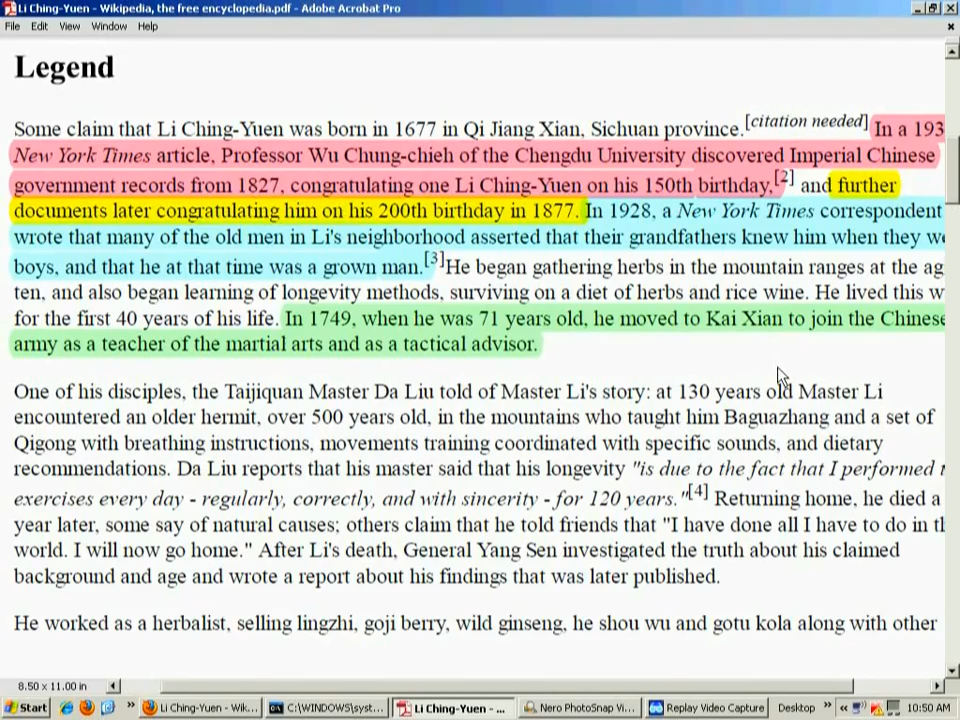 Li Ching-Yuen - Wikipedia, the free encyclopedia.pdf - Adobe Acrobat Pro
File Edit View Window Help
Legend
Some claim that Li Ching-Yuen was born in 1677 in Qi Jiang Xian, Sichuan province.[citation needed] In a 193
New York Times article, Professor Wu Chung-chieh of the Chengdu University discovered Imperial Chinese
government records from 1827, congratulating one Li Ching-Yuen on his 150th birthday,[2] and further
documents later congratulating him on his 200th birthday in 1877. In 1928, a New York Times correspondent
wrote that many of the old men in Li's neighborhood asserted that their grandfathers knew him when they we
boys, and that he at that time was a grown man.[3]He began gathering herbs in the mountain ranges at the ag
ten, and also began learning of longevity methods, surviving on a diet of herbs and rice wine. He lived this w
for the first 40 years of his life. In 1749, when he was 71 years old, he moved to Kai Xian to join the Chinese
army as a teacher of the martial arts and as a tactical advisor.
One of his disciples, the Taijiquan Master Da Liu told of Master Li's story: at 130 years old Master Li
encountered an older hermit, over 500 years old, in the mountains who taught him Baguazhang and a set of
Qigong with breathing instructions, movements training coordinated with specific sounds, and dietary
recommendations. Da Liu reports that his master said that his longevity "is due to the fact that I performed t
exercises every day - regularly, correctly, and with sincerity - for 120 years."[4] Returning home, he died a
year later, some say of natural causes; others claim that he told friends that "I have done all I have to do in th
world. I will now go home." After Li's death, General Yang Sen investigated the truth about his claimed
background and age and wrote a report about his findings that was later published.
He worked as a herbalist, selling lingzhi, goji berry, wild ginseng, he shou wu and gotu kola along with other
8.50 x 11.00 in
Start Li Ching-Yuen - Wik... C:\WINDOWS\syst... Li Ching-Yuen - ... Nero PhotoSnap Vi... Replay Video Capture Desktop 10:50 AM